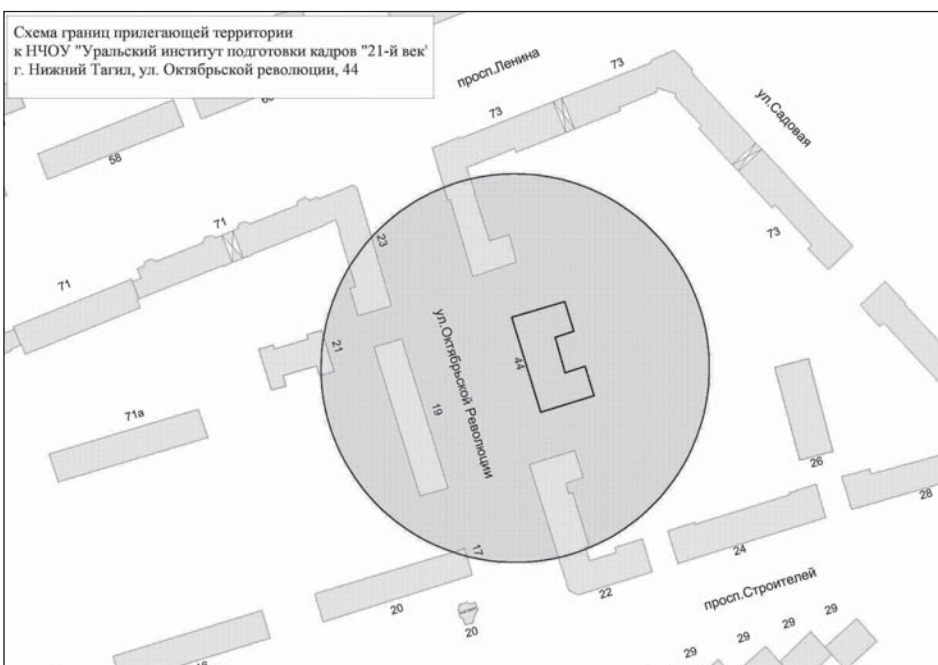 Схема границ прилегающей территории
к НЧОУ "Уральский институт подготовки кадров "21-й век"
г. Нижний Тагил, ул. Октябрьской революции, 44
просп.Ленина
73
73
ул.Садовая
58
71
23
73
71
21
ул.Октябрьской Революции
44
19
71а
26
28
17
24
20
22
просп.Строителей
20
29
29
29
29